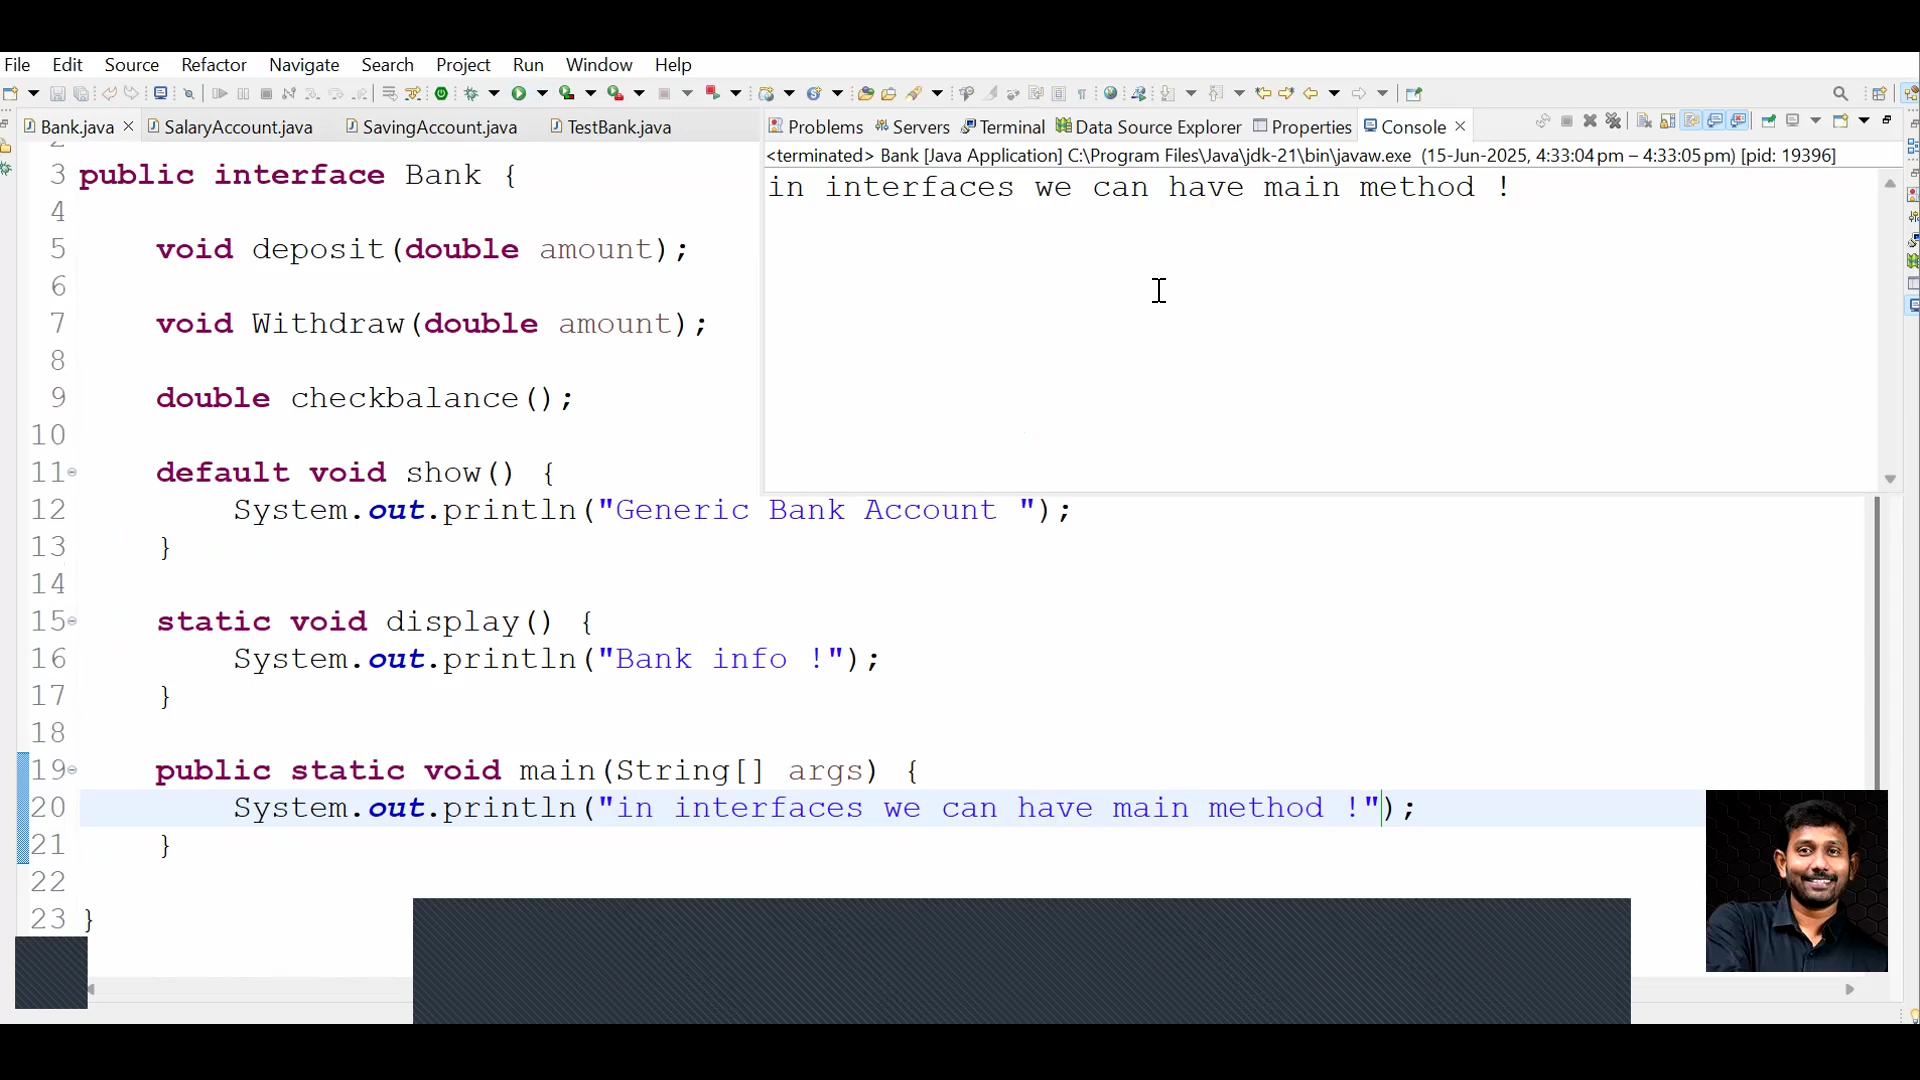 File Edit Source Refactor Navigate Search Project Run Window Help
Bank.java SalaryAccount.java SavingAccount.java TestBank.java
Problems Servers Terminal Data Source Explorer Properties Console
<terminated> Bank [Java Application] C:\Program Files\Java\jdk-21\bin\javaw.exe (15-Jun-2025, 4:33:04 pm – 4:33:05 pm) [pid: 19396]
in interfaces we can have main method !
3 public interface Bank {
4
5 void deposit(double amount);
6
7 void Withdraw(double amount);
8
9 double checkbalance();
10
11 default void show() {
12 System.out.println("Generic Bank Account ");
13 }
14
15 static void display() {
16 System.out.println("Bank info !");
17 }
18
19 public static void main(String[] args) {
20 System.out.println("in interfaces we can have main method !");
21 }
22
23 }